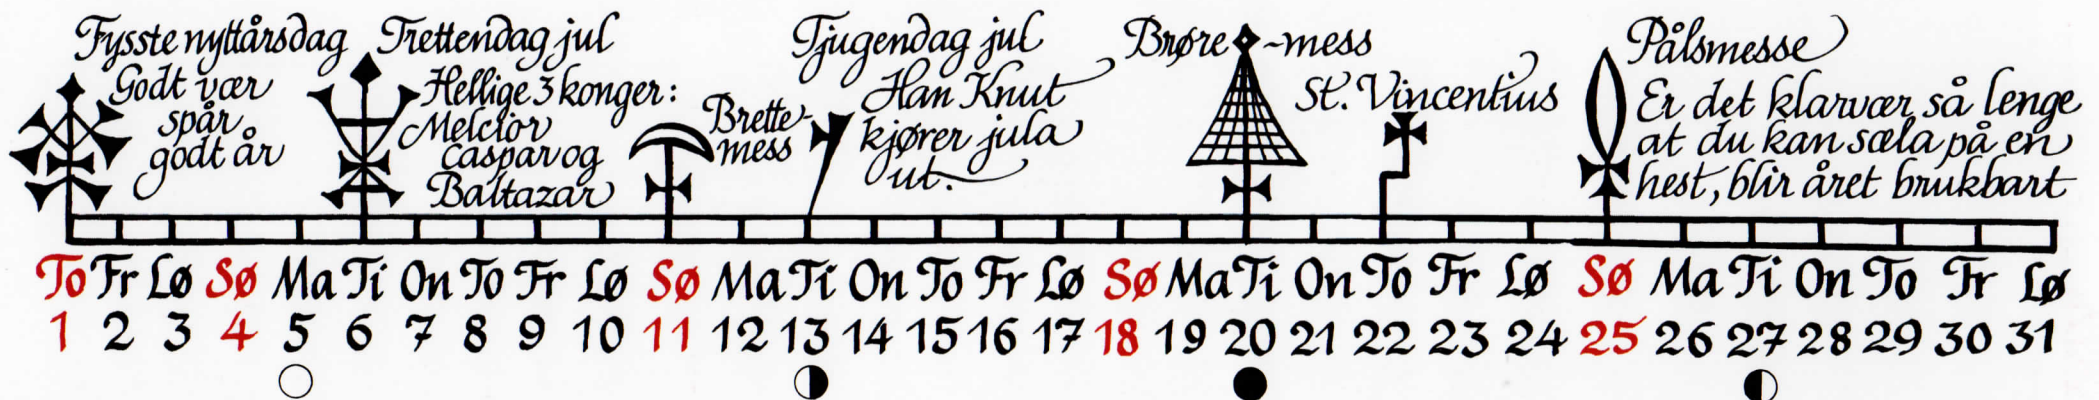 Fysste nyttårsdag
Godt vær
spår
godt år
Trettendag jul
Hellige 3 konger:
Melcior
Caspar og
Baltazar
Brette-
mess
Tjugendag jul
Han Knut
kjører jula
ut.
Brøre-mess
St. Vincentius
Pålsmesse
Er det klarvær så lenge
at du kan sæla på en
hest, blir året brukbart
To Fr Lø Sø Ma Ti On To Fr Lø Sø Ma Ti On To Fr Lø Sø Ma Ti On To Fr Lø Sø Ma Ti On To Fr Lø
1 2 3 4 5 6 7 8 9 10 11 12 13 14 15 16 17 18 19 20 21 22 23 24 25 26 27 28 29 30 31